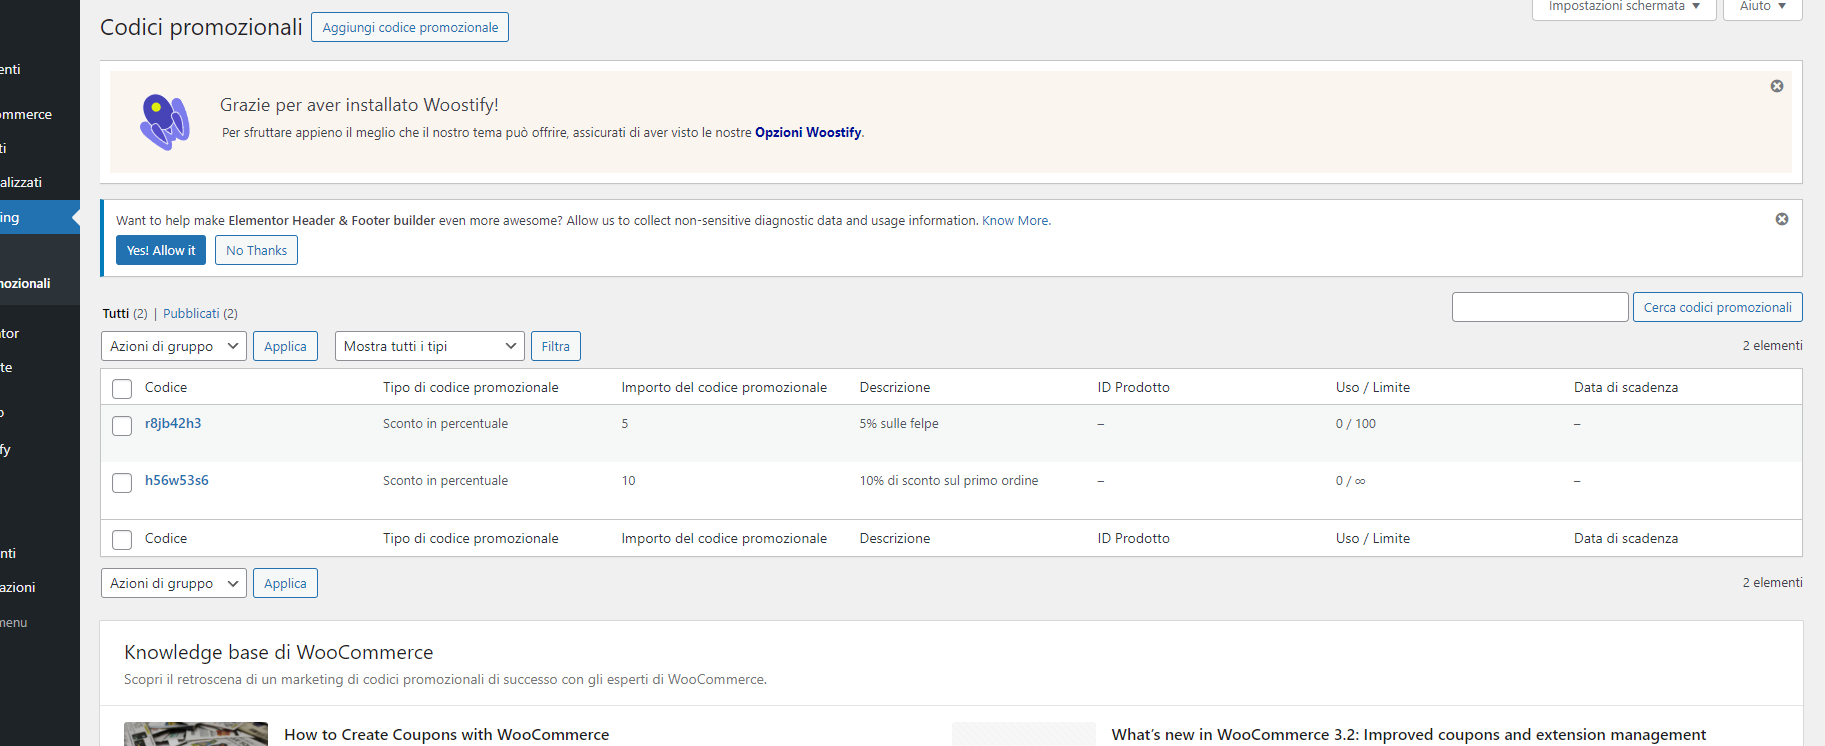 Impostazioni schermata ▼ Aiuto ▼
Codici promozionali Aggiungi codice promozionale
Grazie per aver installato Woostify!
Per sfruttare appieno il meglio che il nostro tema può offrire, assicurati di aver visto le nostre Opzioni Woostify.
Want to help make Elementor Header & Footer builder even more awesome? Allow us to collect non-sensitive diagnostic data and usage information. Know More.
Yes! Allow it No Thanks
Tutti (2) | Pubblicati (2)
Cerca codici promozionali
Azioni di gruppo Applica Mostra tutti i tipi Filtra 2 elementi
Codice Tipo di codice promozionale Importo del codice promozionale Descrizione ID Prodotto Uso / Limite Data di scadenza
r8jb42h3 Sconto in percentuale 5 5% sulle felpe – 0 / 100 –
h56w53s6 Sconto in percentuale 10 10% di sconto sul primo ordine – 0 / ∞ –
Codice Tipo di codice promozionale Importo del codice promozionale Descrizione ID Prodotto Uso / Limite Data di scadenza
Azioni di gruppo Applica 2 elementi
Knowledge base di WooCommerce
Scopri il retroscena di un marketing di codici promozionali di successo con gli esperti di WooCommerce.
How to Create Coupons with WooCommerce
What's new in WooCommerce 3.2: Improved coupons and extension management
enti
mmerce
ti
alizzati
ing
nozionali
tor
te
o
fy
nti
azioni
menu